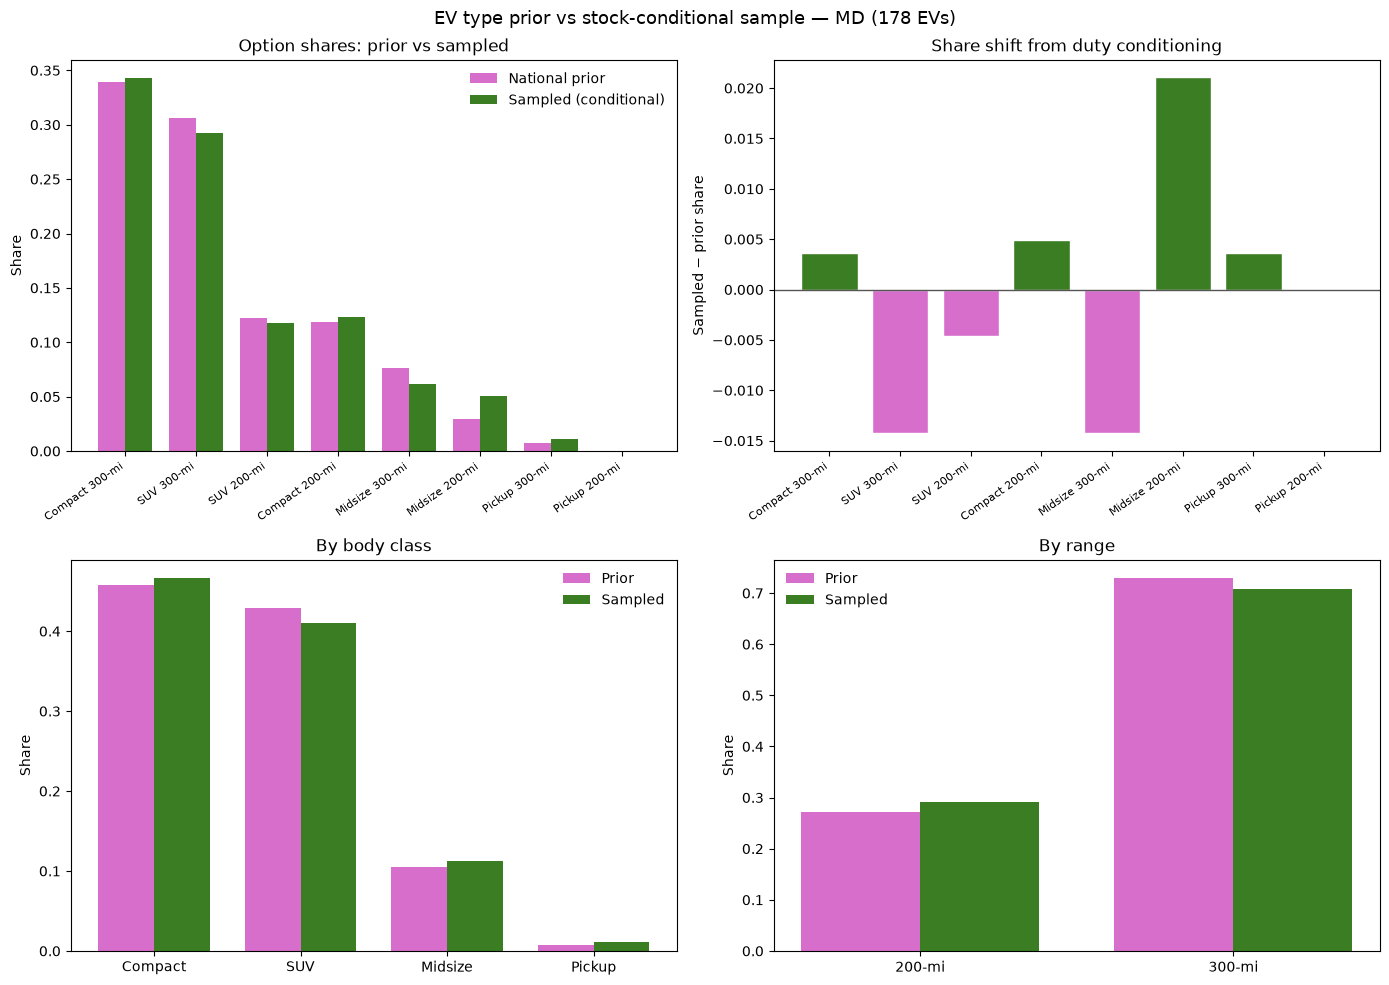 EV type prior vs stock-conditional sample — MD (178 EVs)
Option shares: prior vs sampled
Share
0.35
0.30
0.25
0.20
0.15
0.10
0.05
0.00
National prior
Sampled (conditional)
Compact 300-mi
SUV 300-mi
SUV 200-mi
Compact 200-mi
Midsize 300-mi
Midsize 200-mi
Pickup 300-mi
Pickup 200-mi
Share shift from duty conditioning
Sampled − prior share
0.020
0.015
0.010
0.005
0.000
−0.005
−0.010
−0.015
Compact 300-mi
SUV 300-mi
SUV 200-mi
Compact 200-mi
Midsize 300-mi
Midsize 200-mi
Pickup 300-mi
Pickup 200-mi
By body class
Share
0.4
0.3
0.2
0.1
0.0
Prior
Sampled
Compact
SUV
Midsize
Pickup
By range
Share
0.7
0.6
0.5
0.4
0.3
0.2
0.1
0.0
Prior
Sampled
200-mi
300-mi